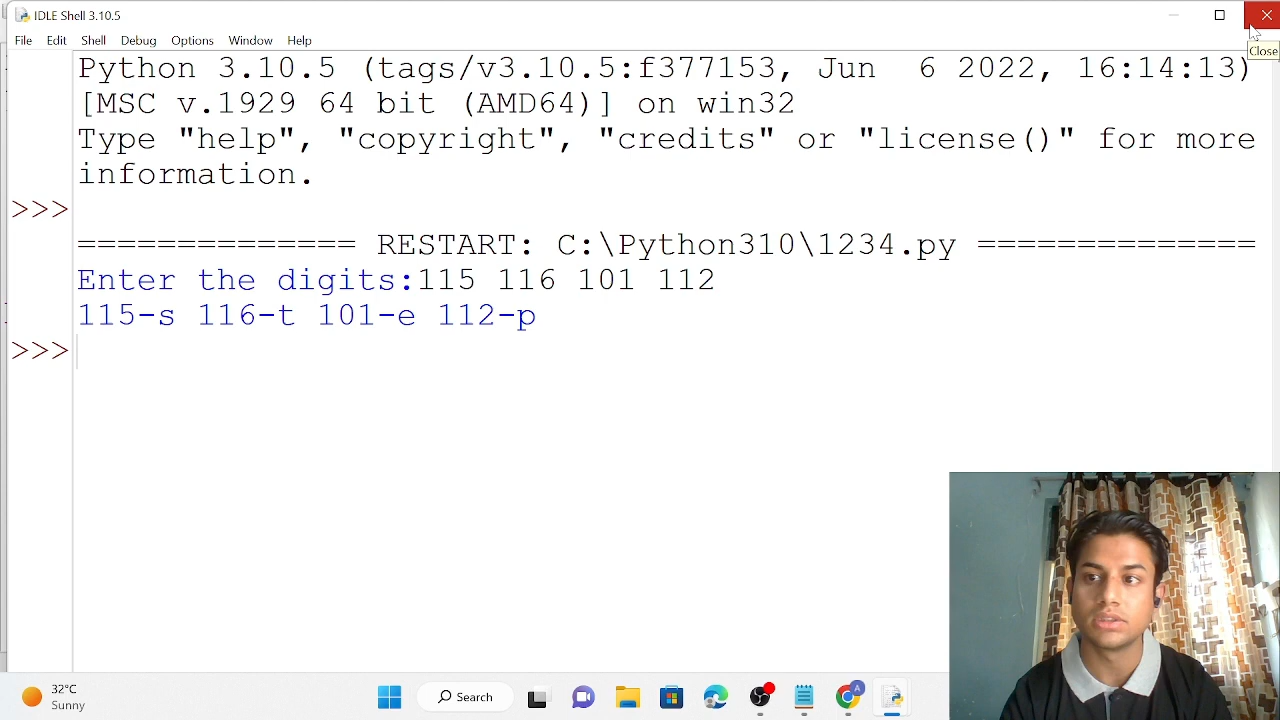 IDLE Shell 3.10.5
File Edit Shell Debug Options Window Help
Close
Python 3.10.5 (tags/v3.10.5:f377153, Jun  6 2022, 16:14:13)
[MSC v.1929 64 bit (AMD64)] on win32
Type "help", "copyright", "credits" or "license()" for more
information.
>>>
============== RESTART: C:\Python310\1234.py ==============
Enter the digits:115 116 101 112
115-s 116-t 101-e 112-p
>>>
32°C
Sunny
Search
A